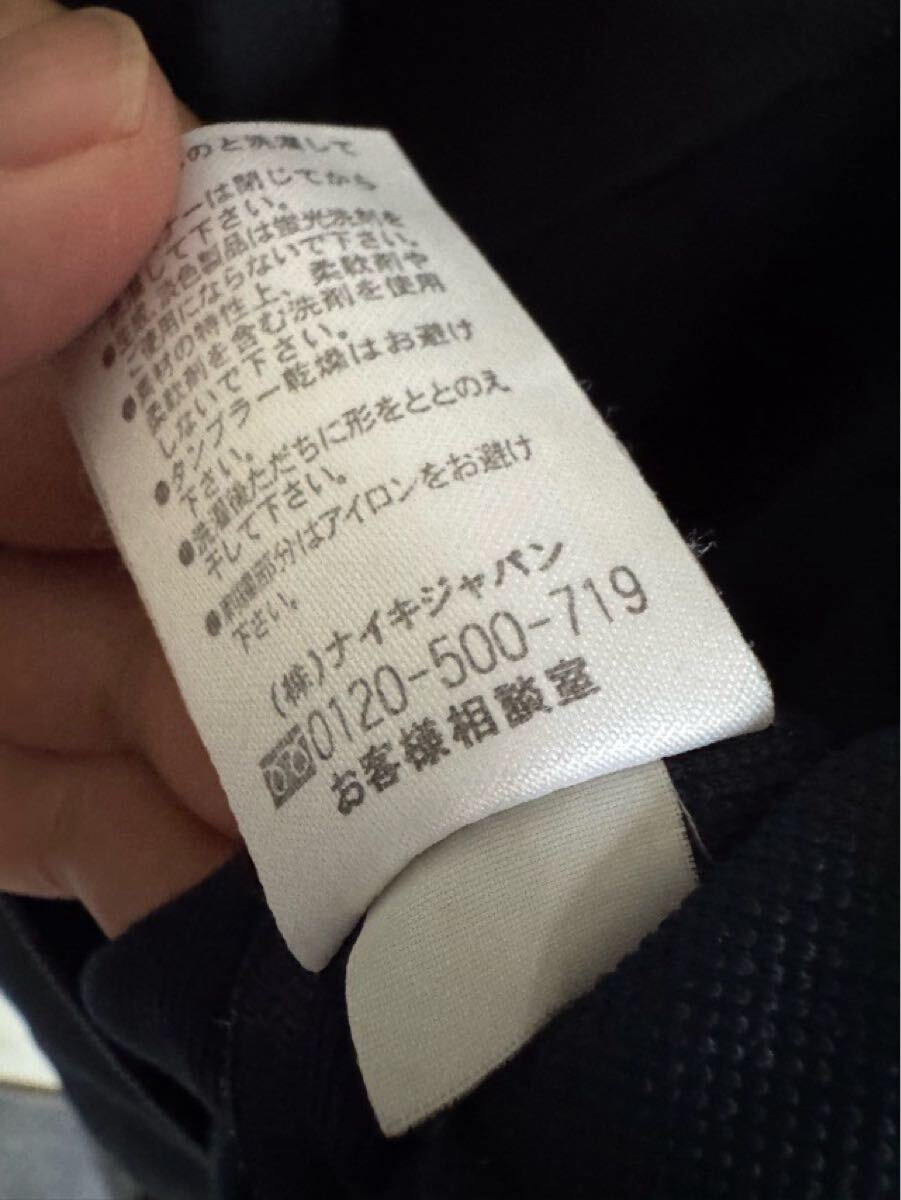 のと洗濯して
ーは閉じてから
して下さい。
淡色製品は蛍光洗剤を
ご使用にならないで下さい。
●素材の特性上、柔軟剤や
柔軟剤を含む洗剤を使用
しないで下さい。
●タンブラー乾燥はお避け
下さい。
●洗濯後ただちに形をととのえ
干して下さい。
●刺繍部分はアイロンをお避け
下さい。
(株)ナイキジャパン
0120-500-719
お客様相談室